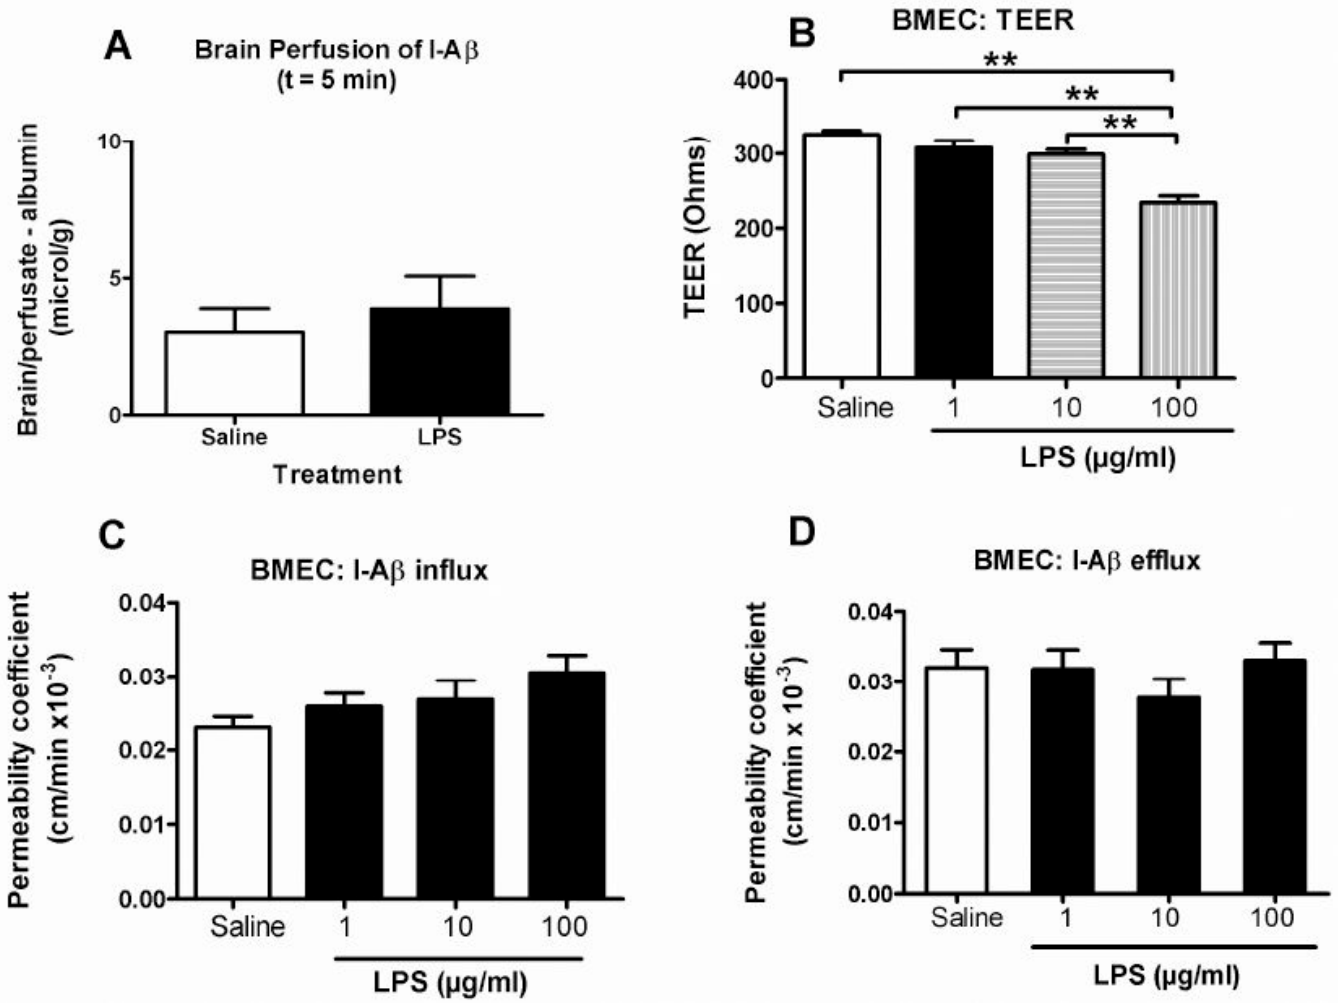 A
Brain Perfusion of I-Aβ
(t = 5 min)
Brain/perfusate - albumin
(microl/g)
10
5
0
Saline
LPS
Treatment
B
BMEC: TEER
TEER (Ohms)
400
300
200
100
0
**
**
**
Saline
1
10
100
LPS (µg/ml)
C
BMEC: I-Aβ influx
Permeability coefficient
(cm/min x10-3)
0.04
0.03
0.02
0.01
0.00
Saline
1
10
100
LPS (µg/ml)
D
BMEC: I-Aβ efflux
Permeability coefficient
(cm/min x 10-3)
0.04
0.03
0.02
0.01
0.00
Saline
1
10
100
LPS (µg/ml)